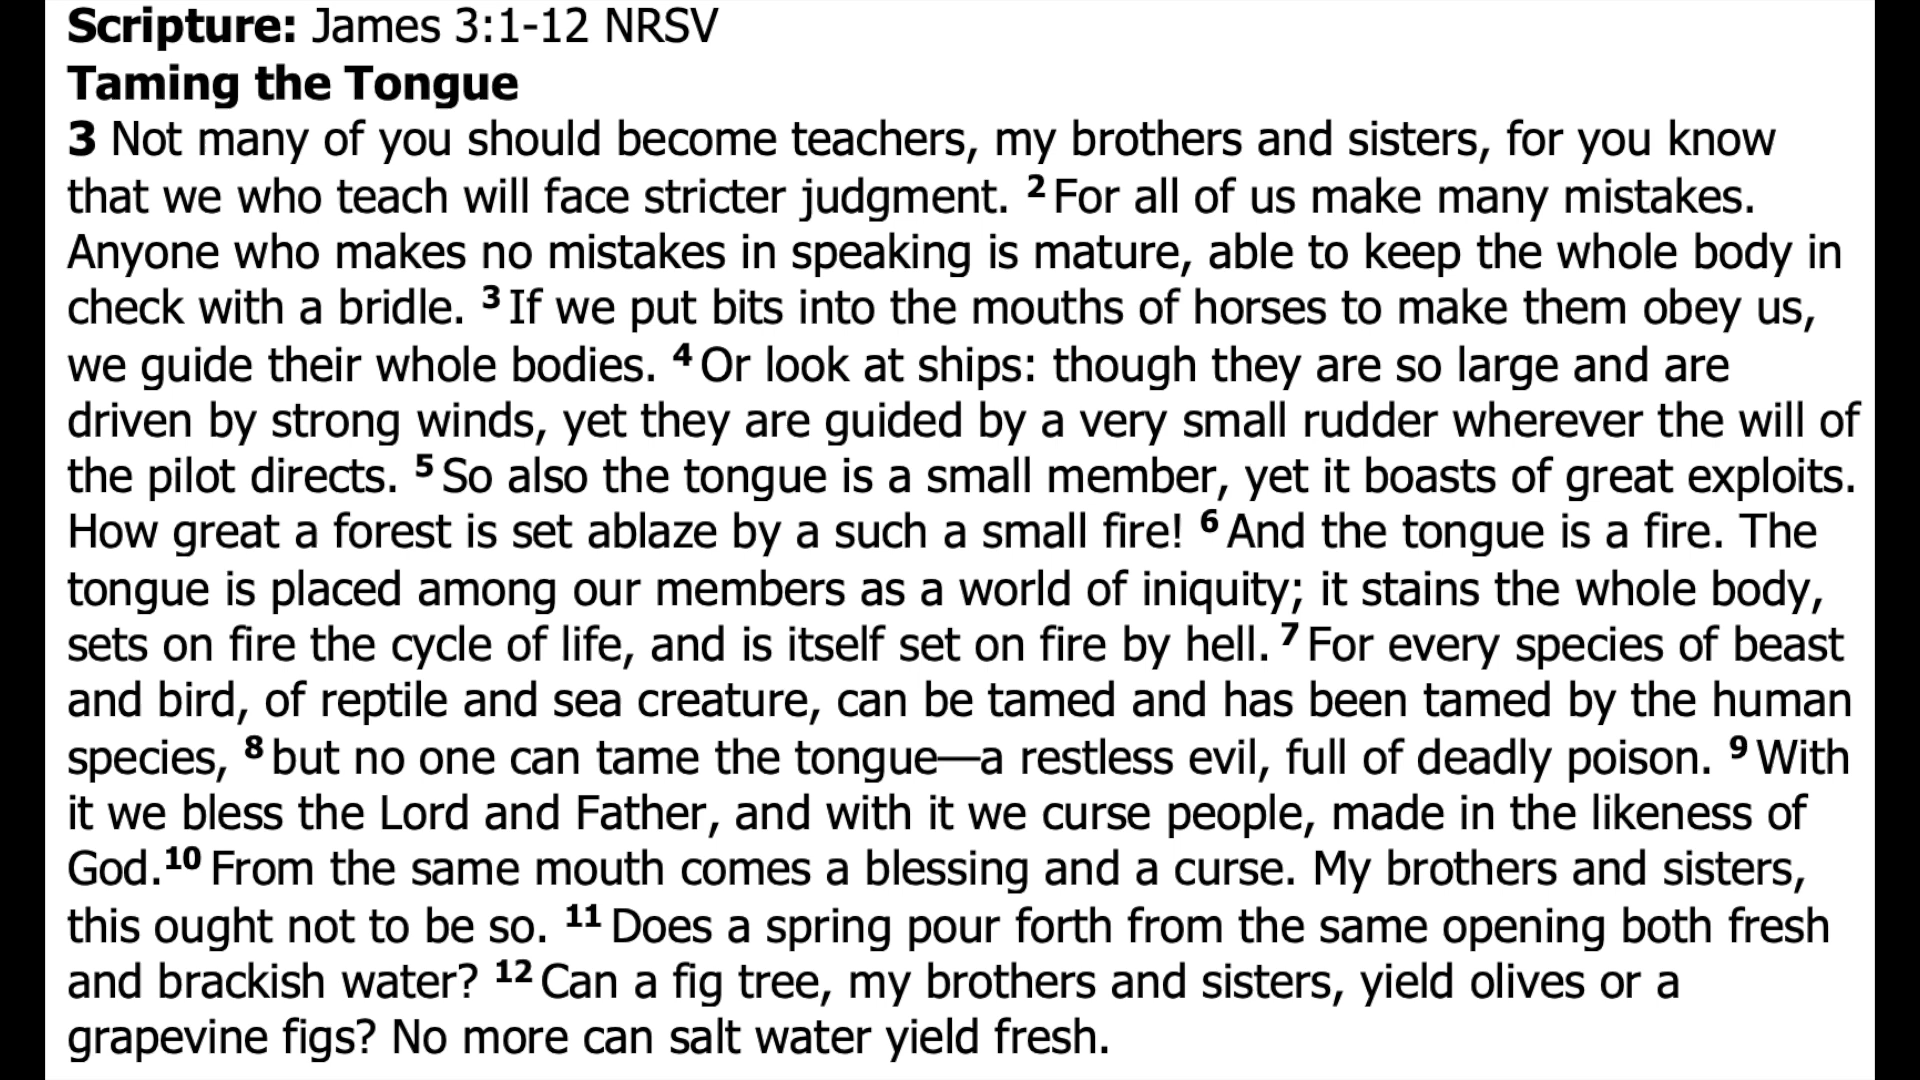 Scripture: James 3:1-12 NRSV
Taming the Tongue
3 Not many of you should become teachers, my brothers and sisters, for you know
that we who teach will face stricter judgment. 2 For all of us make many mistakes.
Anyone who makes no mistakes in speaking is mature, able to keep the whole body in
check with a bridle. 3 If we put bits into the mouths of horses to make them obey us,
we guide their whole bodies. 4 Or look at ships: though they are so large and are
driven by strong winds, yet they are guided by a very small rudder wherever the will of
the pilot directs. 5 So also the tongue is a small member, yet it boasts of great exploits.
How great a forest is set ablaze by a such a small fire! 6 And the tongue is a fire. The
tongue is placed among our members as a world of iniquity; it stains the whole body,
sets on fire the cycle of life, and is itself set on fire by hell. 7 For every species of beast
and bird, of reptile and sea creature, can be tamed and has been tamed by the human
species, 8 but no one can tame the tongue—a restless evil, full of deadly poison. 9 With
it we bless the Lord and Father, and with it we curse people, made in the likeness of
God.10 From the same mouth comes a blessing and a curse. My brothers and sisters,
this ought not to be so. 11 Does a spring pour forth from the same opening both fresh
and brackish water? 12 Can a fig tree, my brothers and sisters, yield olives or a
grapevine figs? No more can salt water yield fresh.